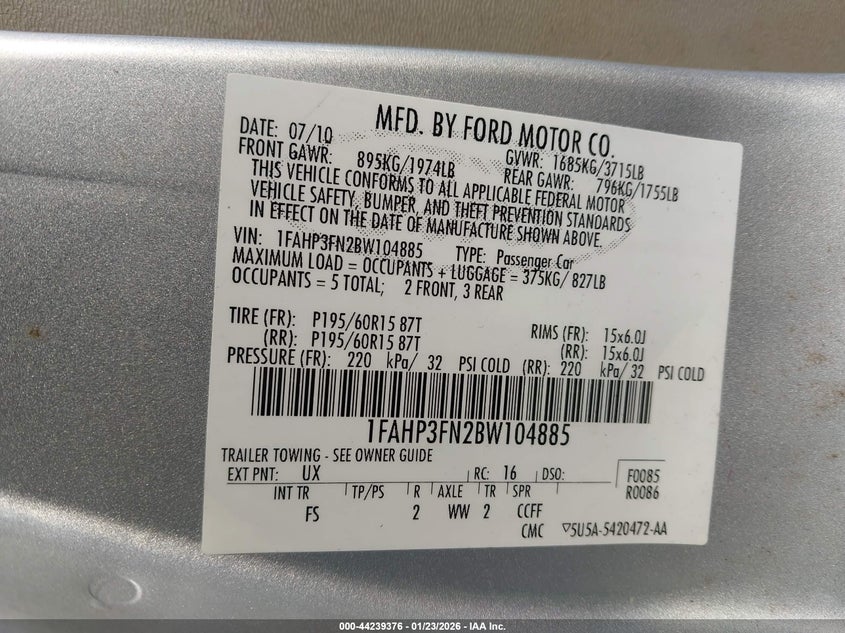 MFD. BY FORD MOTOR CO.
DATE: 07/10 GVWR: 1685KG/3715LB
FRONT GAWR: 895KG/1974LB REAR GAWR: 796KG/1755LB
THIS VEHICLE CONFORMS TO ALL APPLICABLE FEDERAL MOTOR
VEHICLE SAFETY, BUMPER, AND THEFT PREVENTION STANDARDS
IN EFFECT ON THE DATE OF MANUFACTURE SHOWN ABOVE.
VIN: 1FAHP3FN2BW104885 TYPE: Passenger Car
MAXIMUM LOAD = OCCUPANTS + LUGGAGE = 375KG/ 827LB
OCCUPANTS = 5 TOTAL; 2 FRONT, 3 REAR
TIRE (FR): P195/60R15 87T RIMS (FR): 15x6.0J
(RR): P195/60R15 87T (RR): 15x6.0J
PRESSURE (FR): 220 kPa/ 32 PSI COLD (RR): 220 kPa/ 32 PSI COLD
1FAHP3FN2BW104885
TRAILER TOWING - SEE OWNER GUIDE
EXT PNT: UX RC: 16 DSO: F0085
INT TR TP/PS R AXLE TR SPR R0086
FS 2 WW 2 CCFF
CMC ▽5U5A-5420472-AA
000-44239376 - 01/23/2026 - IAA Inc.